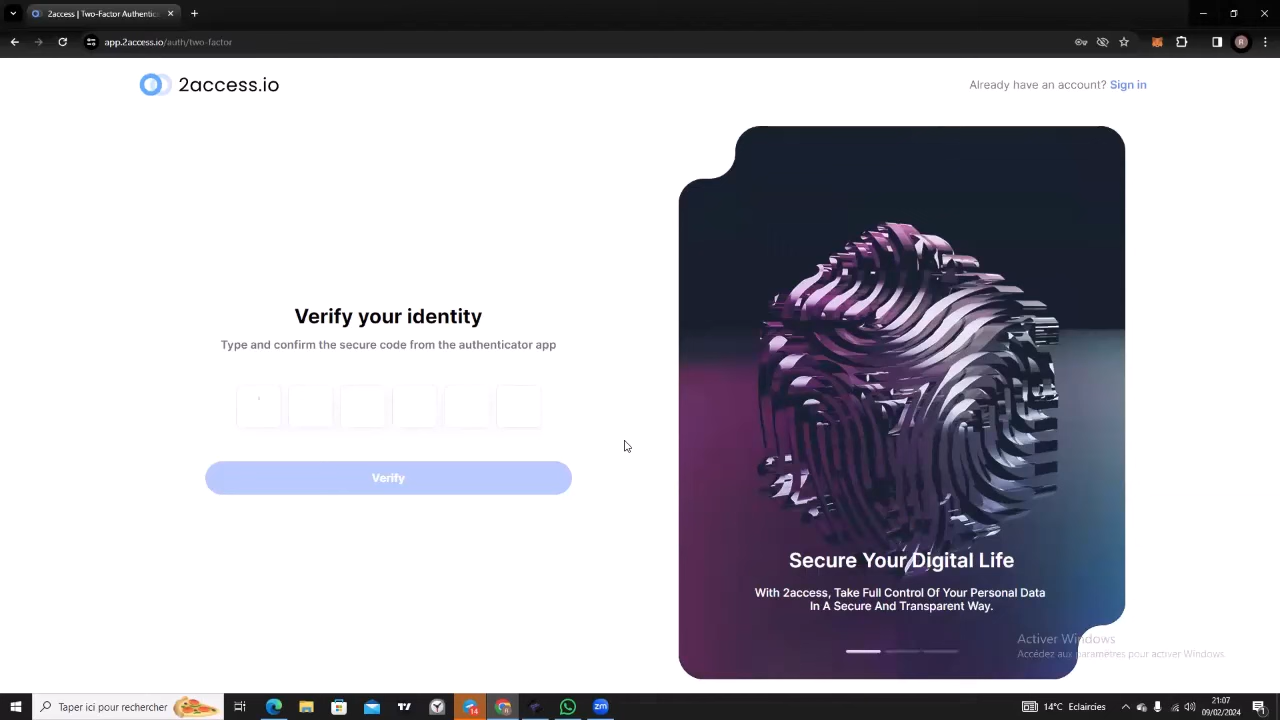 2access | Two-Factor Authentic
app.2access.io/auth/two-factor
2access.io
Already have an account? Sign in
Verify your identity
Type and confirm the secure code from the authenticator app
Verify
Secure Your Digital Life
With 2access, Take Full Control Of Your Personal Data
In A Secure And Transparent Way.
Activer Windows
Accédez aux paramètres pour activer Windows.
Taper ici pour rechercher
14
zm
14°C Eclaircies
21:07
09/02/2024